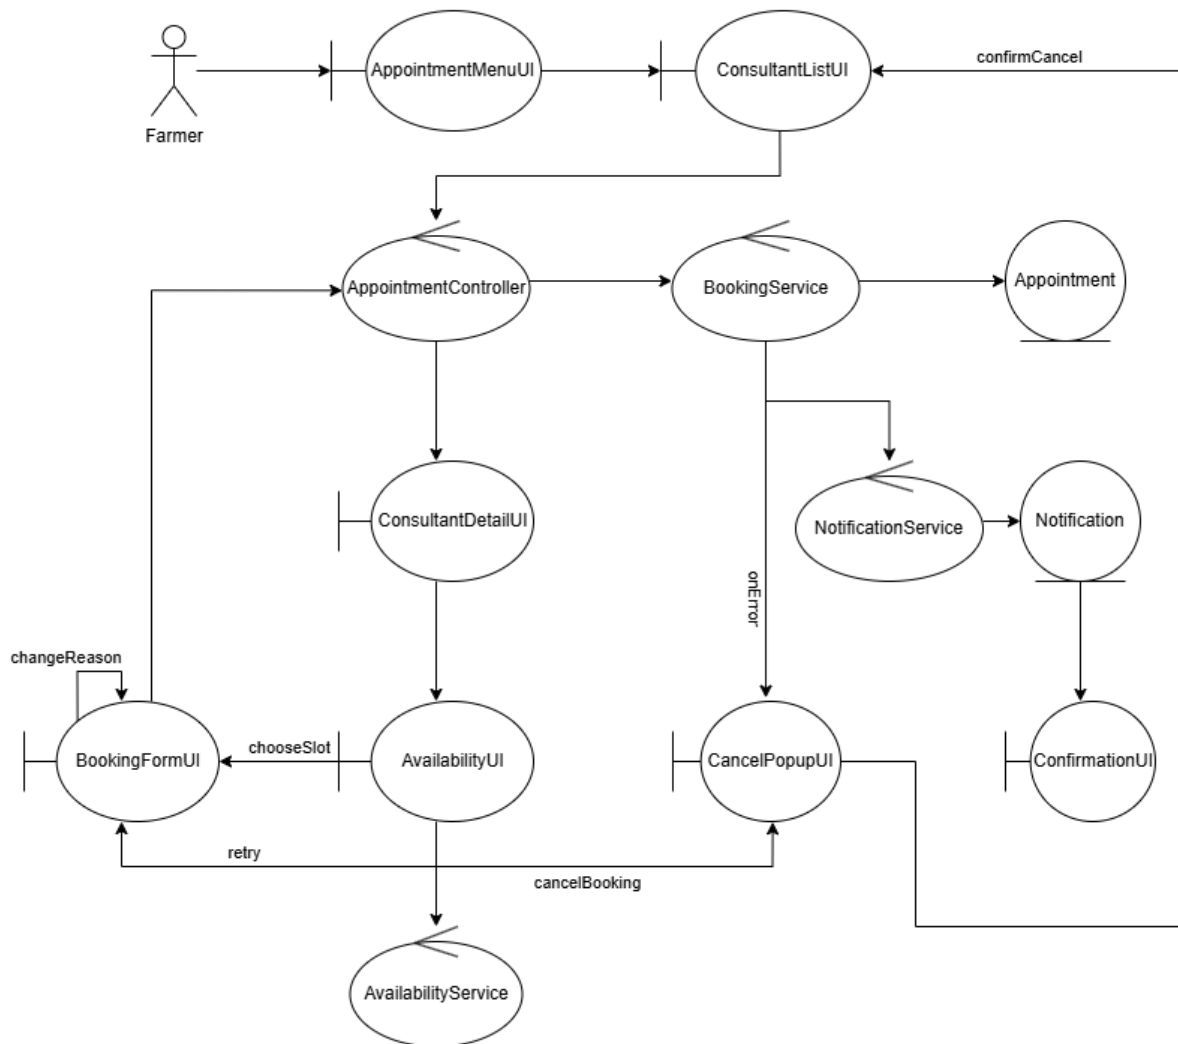 AppointmentMenuUI
ConsultantListUI
confirmCancel
Farmer
AppointmentController
BookingService
Appointment
ConsultantDetailUI
NotificationService
Notification
onError
changeReason
chooseSlot
BookingFormUI
AvailabilityUI
CancelPopupUI
ConfirmationUI
retry
cancelBooking
AvailabilityService